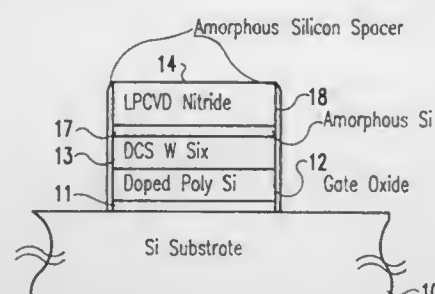 Amorphous Silicon Spacer
14
LPCVD Nitride
18
17
Amorphous Si
13
DCS W Six
12
Doped Poly Si
Gate Oxide
11
Si Substrate
10